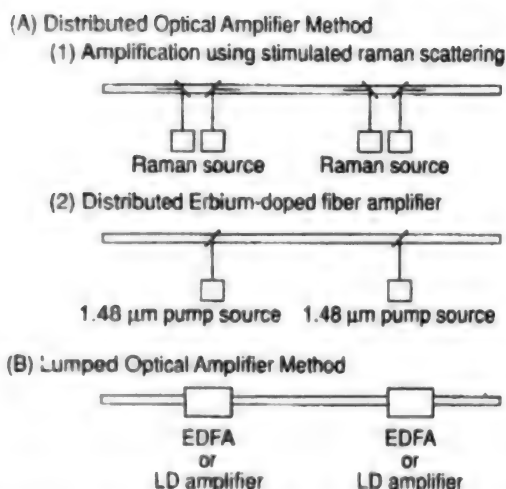 (A) Distributed Optical Amplifier Method
(1) Amplification using stimulated raman scattering
Raman source Raman source
(2) Distributed Erbium-doped fiber amplifier
1.48 μm pump source 1.48 μm pump source
(B) Lumped Optical Amplifier Method
EDFA EDFA
or or
LD amplifier LD amplifier